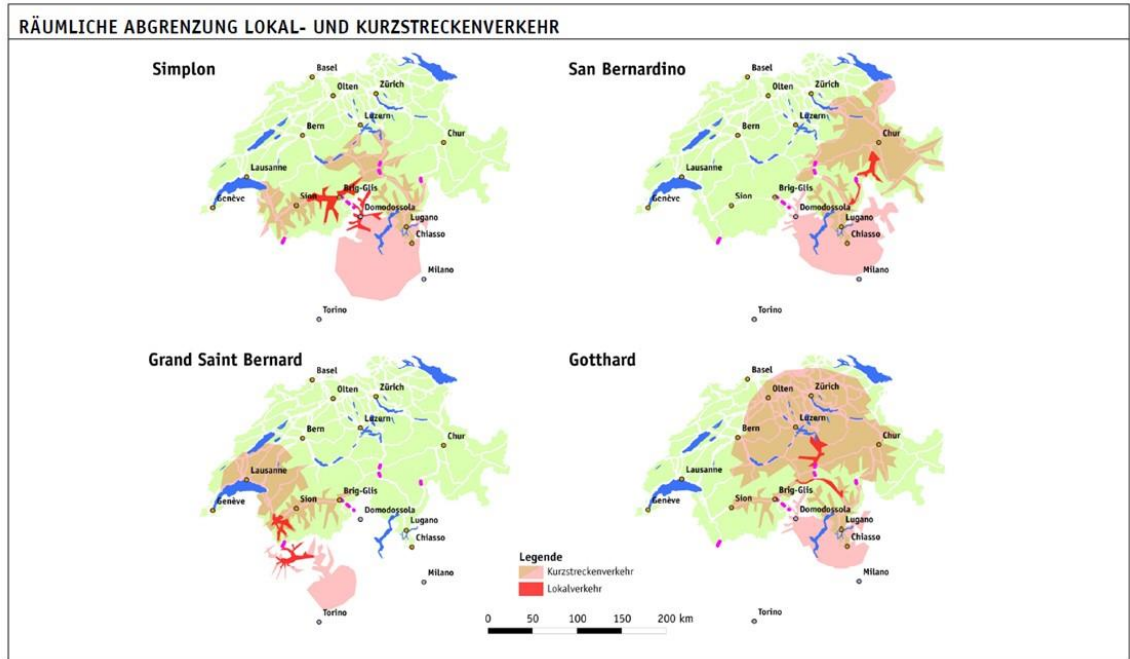 RÄUMLICHE ABGRENZUNG LOKAL- UND KURZSTRECKENVERKEHR
Simplon
Basel
Olten
Zürich
Luzern
Bern
Chur
Lausanne
Genève
Sion
Brig-Glis
Domodossola
Lugano
Chiasso
Milano
Torino
San Bernardino
Basel
Olten
Zürich
Luzern
Bern
Chur
Lausanne
Genève
Sion
Brig-Glis
Domodossola
Lugano
Chiasso
Milano
Torino
Grand Saint Bernard
Basel
Olten
Zürich
Luzern
Bern
Chur
Lausanne
Genève
Sion
Brig-Glis
Domodossola
Lugano
Chiasso
Milano
Torino
Gotthard
Basel
Olten
Zürich
Luzern
Bern
Chur
Lausanne
Genève
Sion
Brig-Glis
Domodossola
Lugano
Chiasso
Milano
Torino
Legende
Kurzstreckenverkehr
Lokalverkehr
0 50 100 150 200 km